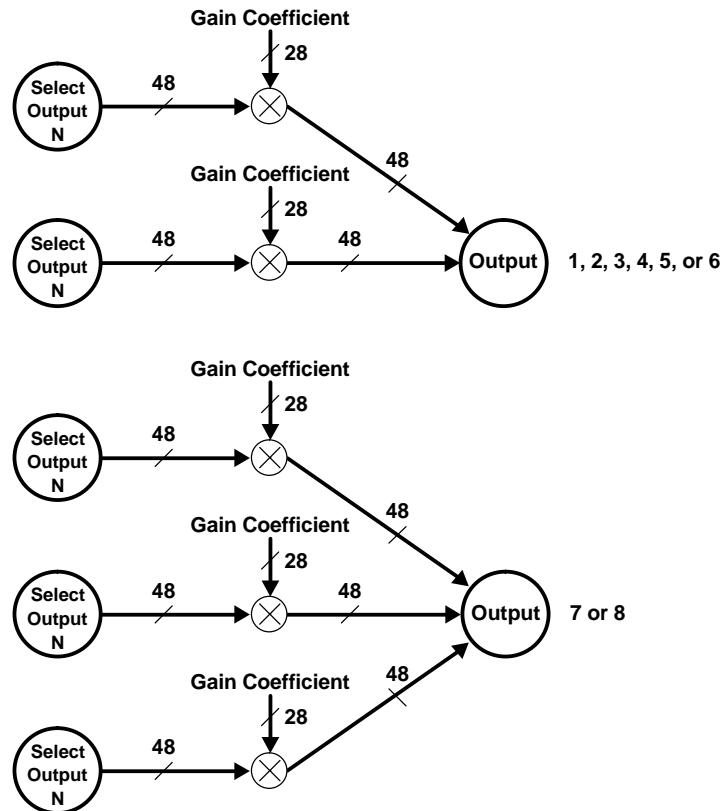 Gain Coefficient
28
Select
Output
N
48
48
Gain Coefficient
28
Select
Output
N
48
48
Output
1, 2, 3, 4, 5, or 6
Gain Coefficient
28
Select
Output
N
48
48
Gain Coefficient
28
Select
Output
N
48
48
Output
7 or 8
Gain Coefficient
28
Select
Output
N
48
48